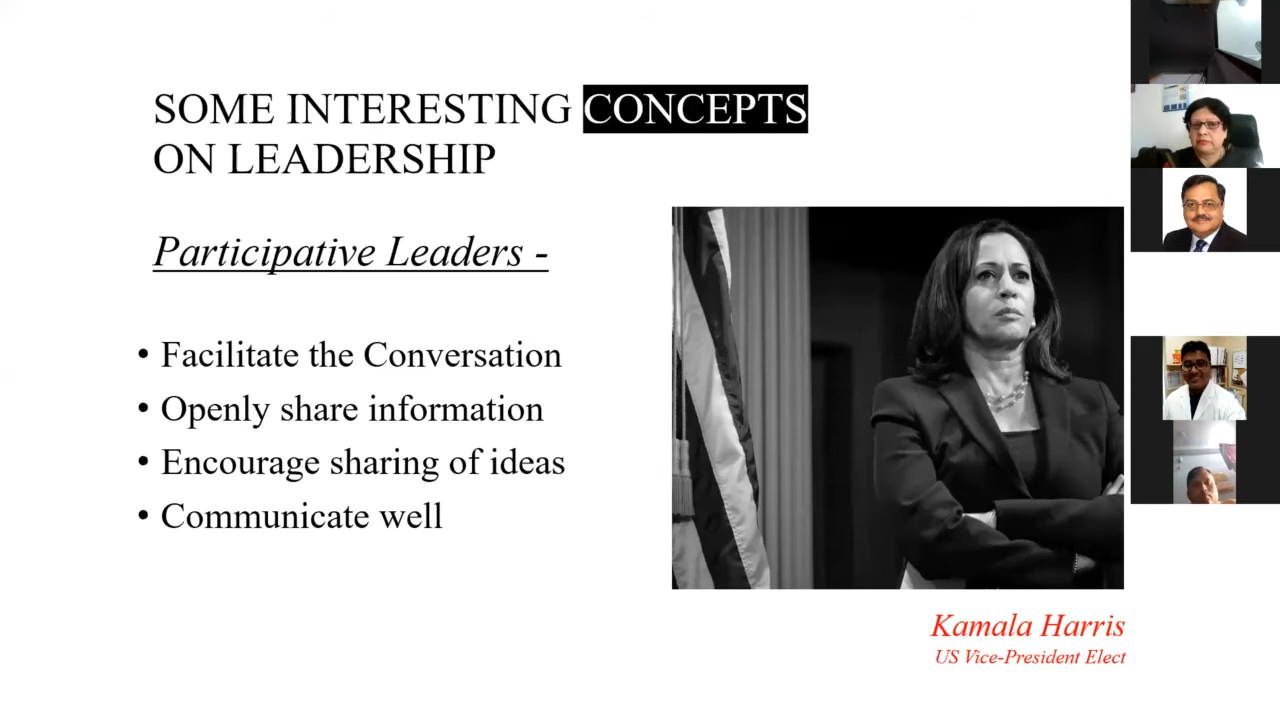 SOME INTERESTING CONCEPTS
ON LEADERSHIP
Participative Leaders -
• Facilitate the Conversation
• Openly share information
• Encourage sharing of ideas
• Communicate well
Kamala Harris
US Vice-President Elect